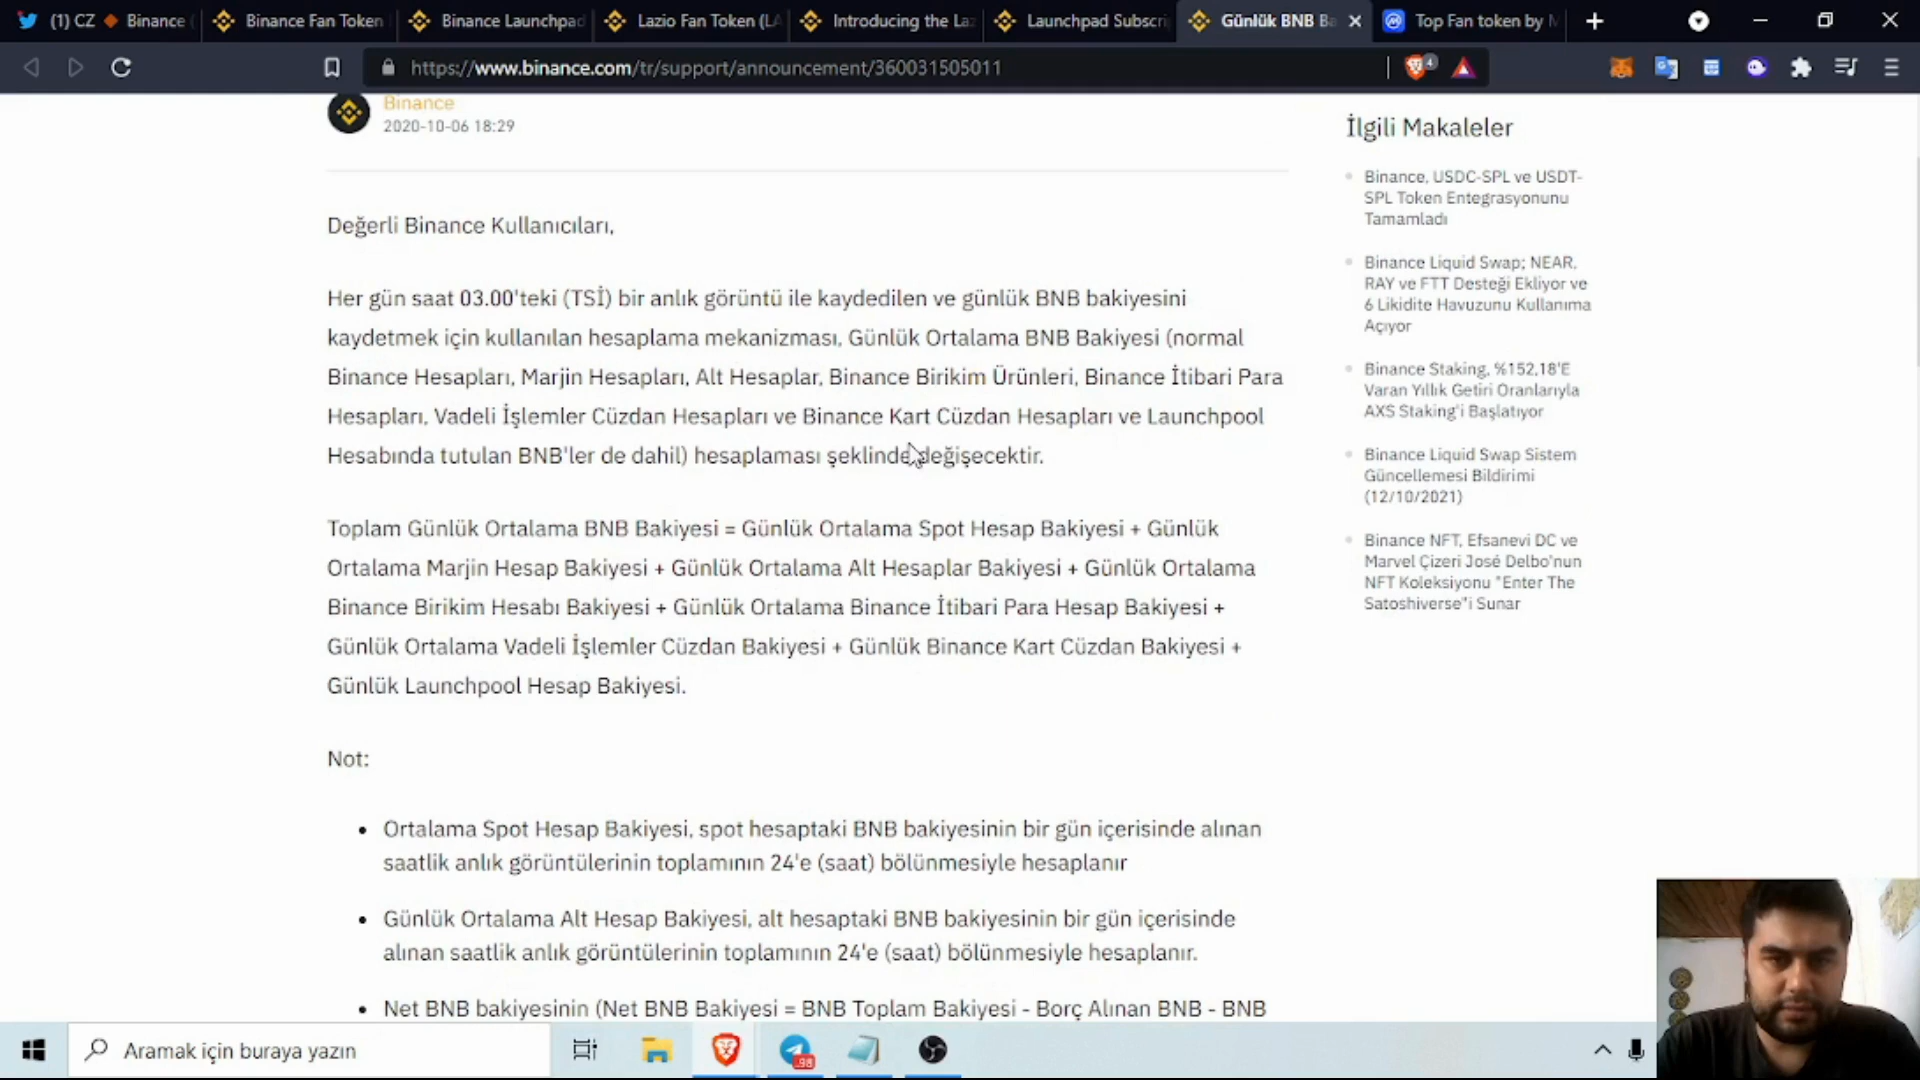 (1) CZ 🔶 Binance (
Binance Fan Token
Binance Launchpad
Lazio Fan Token (LA
Introducing the Laz
Launchpad Subscri
Günlük BNB Ba
Top Fan token by M
https://www.binance.com/tr/support/announcement/360031505011
4
Binance
2020-10-06 18:29
Değerli Binance Kullanıcıları,
Her gün saat 03.00'teki (TSİ) bir anlık görüntü ile kaydedilen ve günlük BNB bakiyesini
kaydetmek için kullanılan hesaplama mekanizması, Günlük Ortalama BNB Bakiyesi (normal
Binance Hesapları, Marjin Hesapları, Alt Hesaplar, Binance Birikim Ürünleri, Binance İtibari Para
Hesapları, Vadeli İşlemler Cüzdan Hesapları ve Binance Kart Cüzdan Hesapları ve Launchpool
Hesabında tutulan BNB'ler de dahil) hesaplaması şeklinde değişecektir.
Toplam Günlük Ortalama BNB Bakiyesi = Günlük Ortalama Spot Hesap Bakiyesi + Günlük
Ortalama Marjin Hesap Bakiyesi + Günlük Ortalama Alt Hesaplar Bakiyesi + Günlük Ortalama
Binance Birikim Hesabı Bakiyesi + Günlük Ortalama Binance İtibari Para Hesap Bakiyesi +
Günlük Ortalama Vadeli İşlemler Cüzdan Bakiyesi + Günlük Binance Kart Cüzdan Bakiyesi +
Günlük Launchpool Hesap Bakiyesi.
Not:
• Ortalama Spot Hesap Bakiyesi, spot hesaptaki BNB bakiyesinin bir gün içerisinde alınan
saatlik anlık görüntülerinin toplamının 24'e (saat) bölünmesiyle hesaplanır
• Günlük Ortalama Alt Hesap Bakiyesi, alt hesaptaki BNB bakiyesinin bir gün içerisinde
alınan saatlik anlık görüntülerinin toplamının 24'e (saat) bölünmesiyle hesaplanır.
• Net BNB bakiyesinin (Net BNB Bakiyesi = BNB Toplam Bakiyesi - Borç Alınan BNB - BNB
İlgili Makaleler
Binance, USDC-SPL ve USDT-
SPL Token Entegrasyonunu
Tamamladı
Binance Liquid Swap; NEAR,
RAY ve FTT Desteği Ekliyor ve
6 Likidite Havuzunu Kullanıma
Açıyor
Binance Staking, %152,18'E
Varan Yıllık Getiri Oranlarıyla
AXS Staking'i Başlatıyor
Binance Liquid Swap Sistem
Güncellemesi Bildirimi
(12/10/2021)
Binance NFT, Efsanevi DC ve
Marvel Çizeri José Delbo'nun
NFT Koleksiyonu "Enter The
Satoshiverse"i Sunar
Aramak için buraya yazın
98